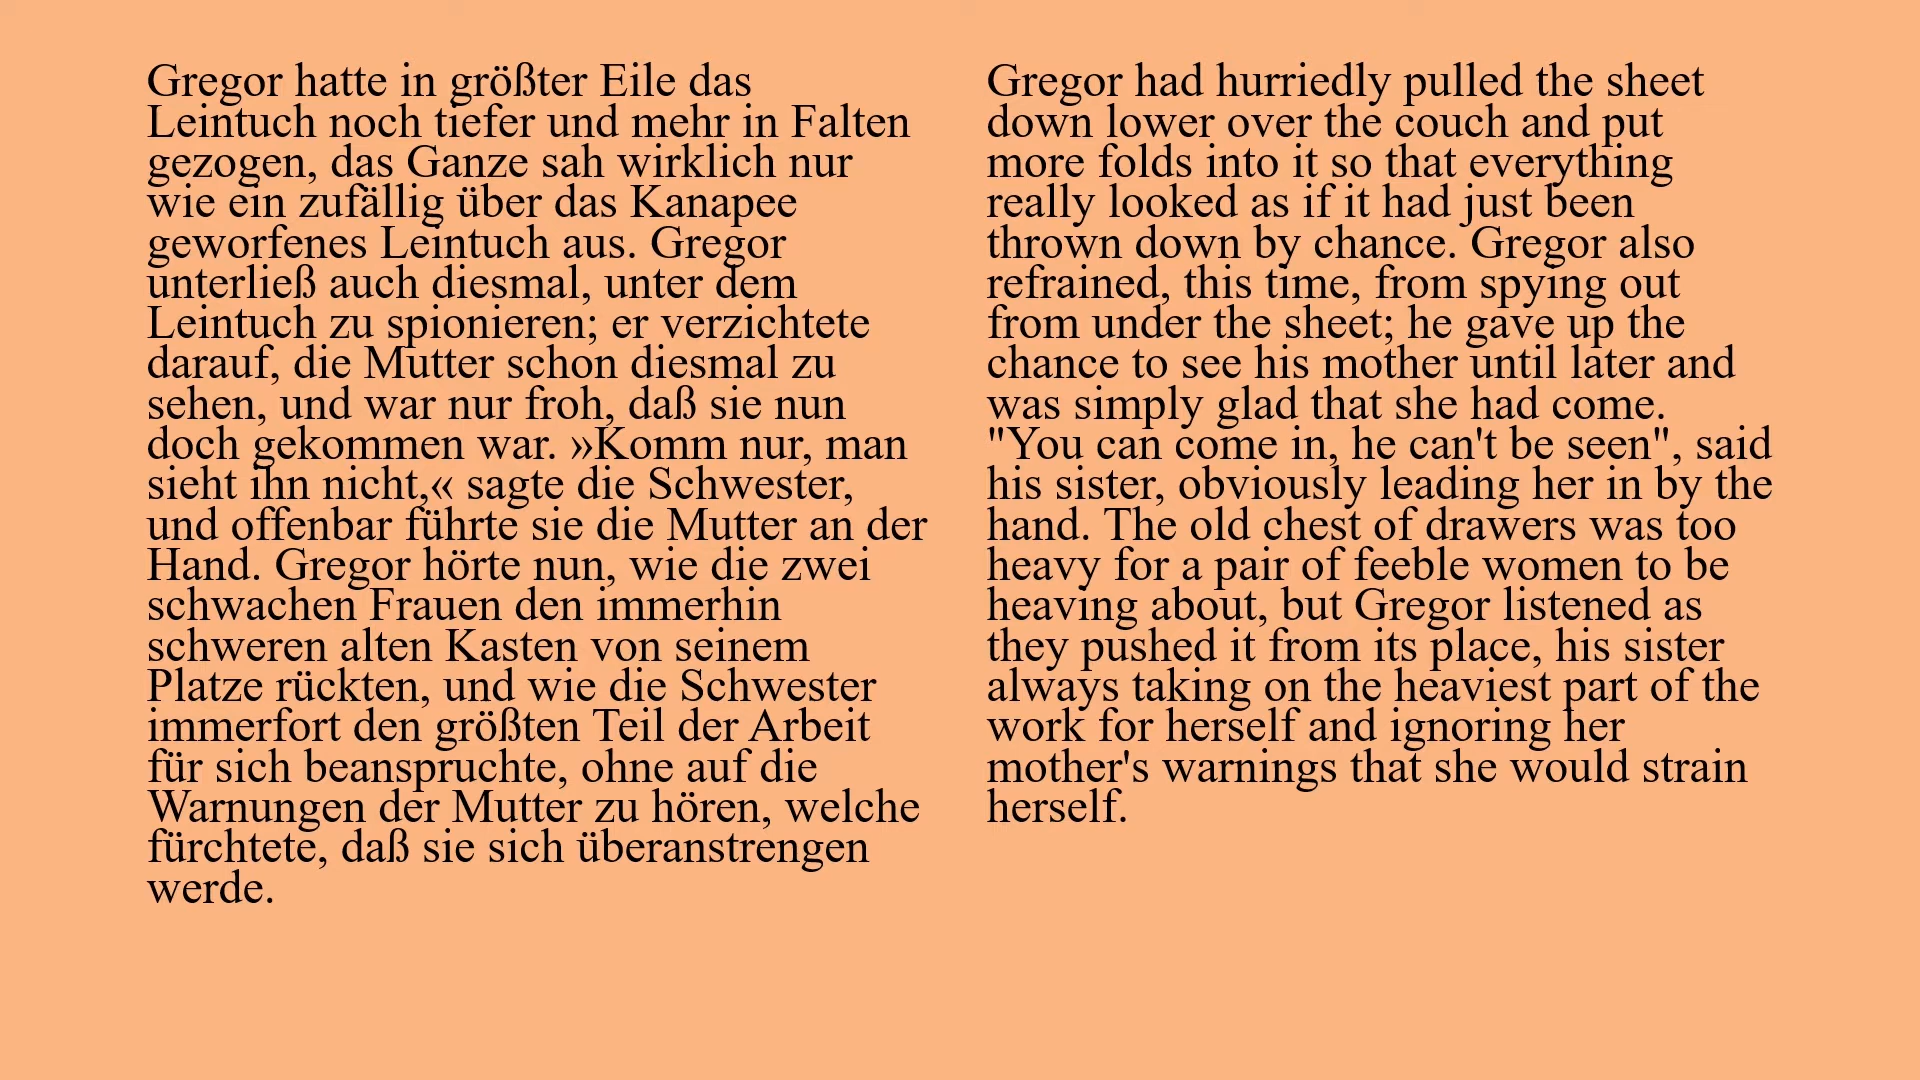 Gregor hatte in größter Eile das
Leintuch noch tiefer und mehr in Falten
gezogen, das Ganze sah wirklich nur
wie ein zufällig über das Kanapee
geworfenes Leintuch aus. Gregor
unterließ auch diesmal, unter dem
Leintuch zu spionieren; er verzichtete
darauf, die Mutter schon diesmal zu
sehen, und war nur froh, daß sie nun
doch gekommen war. »Komm nur, man
sieht ihn nicht,« sagte die Schwester,
und offenbar führte sie die Mutter an der
Hand. Gregor hörte nun, wie die zwei
schwachen Frauen den immerhin
schweren alten Kasten von seinem
Platze rückten, und wie die Schwester
immerfort den größten Teil der Arbeit
für sich beanspruchte, ohne auf die
Warnungen der Mutter zu hören, welche
fürchtete, daß sie sich überanstrengen
werde.
Gregor had hurriedly pulled the sheet
down lower over the couch and put
more folds into it so that everything
really looked as if it had just been
thrown down by chance. Gregor also
refrained, this time, from spying out
from under the sheet; he gave up the
chance to see his mother until later and
was simply glad that she had come.
"You can come in, he can't be seen", said
his sister, obviously leading her in by the
hand. The old chest of drawers was too
heavy for a pair of feeble women to be
heaving about, but Gregor listened as
they pushed it from its place, his sister
always taking on the heaviest part of the
work for herself and ignoring her
mother's warnings that she would strain
herself.